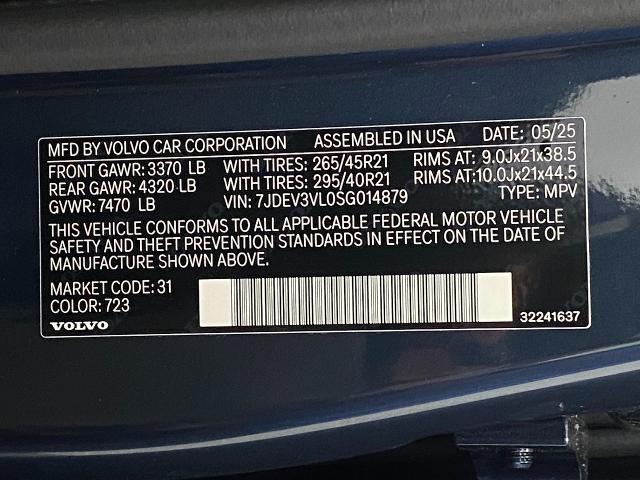 MFD BY VOLVO CAR CORPORATION ASSEMBLED IN USA DATE: 05/25
FRONT GAWR: 3370 LB WITH TIRES: 265/45R21 RIMS AT: 9.0Jx21x38.5
REAR GAWR: 4320 LB WITH TIRES: 295/40R21 RIMS AT:10.0Jx21x44.5
GVWR: 7470 LB VIN: 7JDEV3VL0SG014879 TYPE: MPV
THIS VEHICLE CONFORMS TO ALL APPLICABLE FEDERAL MOTOR VEHICLE
SAFETY AND THEFT PREVENTION STANDARDS IN EFFECT ON THE DATE OF
MANUFACTURE SHOWN ABOVE.
MARKET CODE: 31
COLOR: 723
VOLVO 32241637